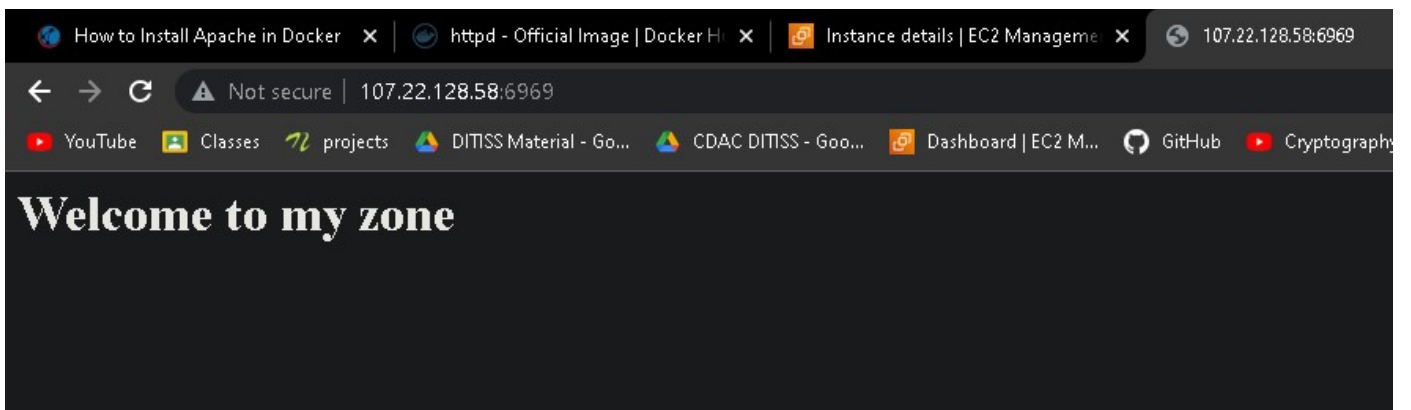 How to Install Apache in Docker httpd - Official Image | Docker H Instance details | EC2 Manageme 107.22.128.58:6969
Not secure | 107.22.128.58:6969
YouTube Classes projects DITISS Material - Go... CDAC DITISS - Goo... Dashboard | EC2 M... GitHub Cryptography
Welcome to my zone